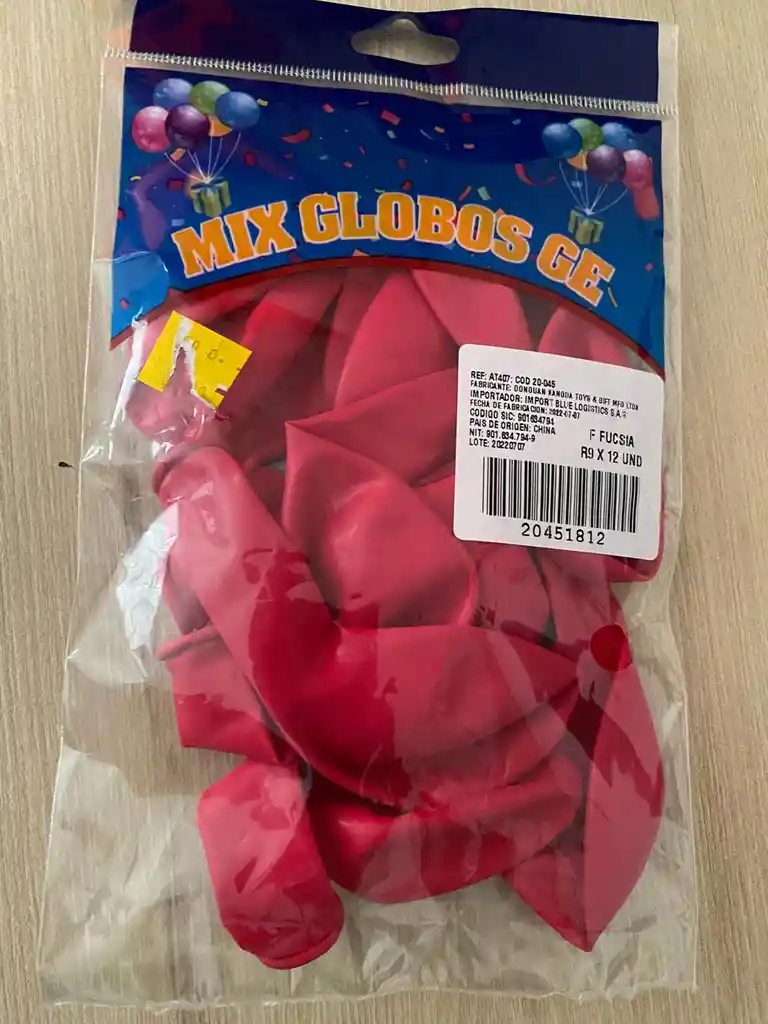 MIX GLOBOS GE
REF: AT407: COD 20-045
FABRICANTE: DONGUAN KANGDA TOYS & GIFT MFG LTDA
IMPORTADOR: IMPORT BLUE LOGISTICS S.A.S
FECHA DE FABRICACION: 2022-07-07
CODIGO SIC: 901634794
PAIS DE ORIGEN: CHINA
NIT: 901.634.794-9
LOTE: 20220707
F FUCSIA
R9 X 12 UND
20451812